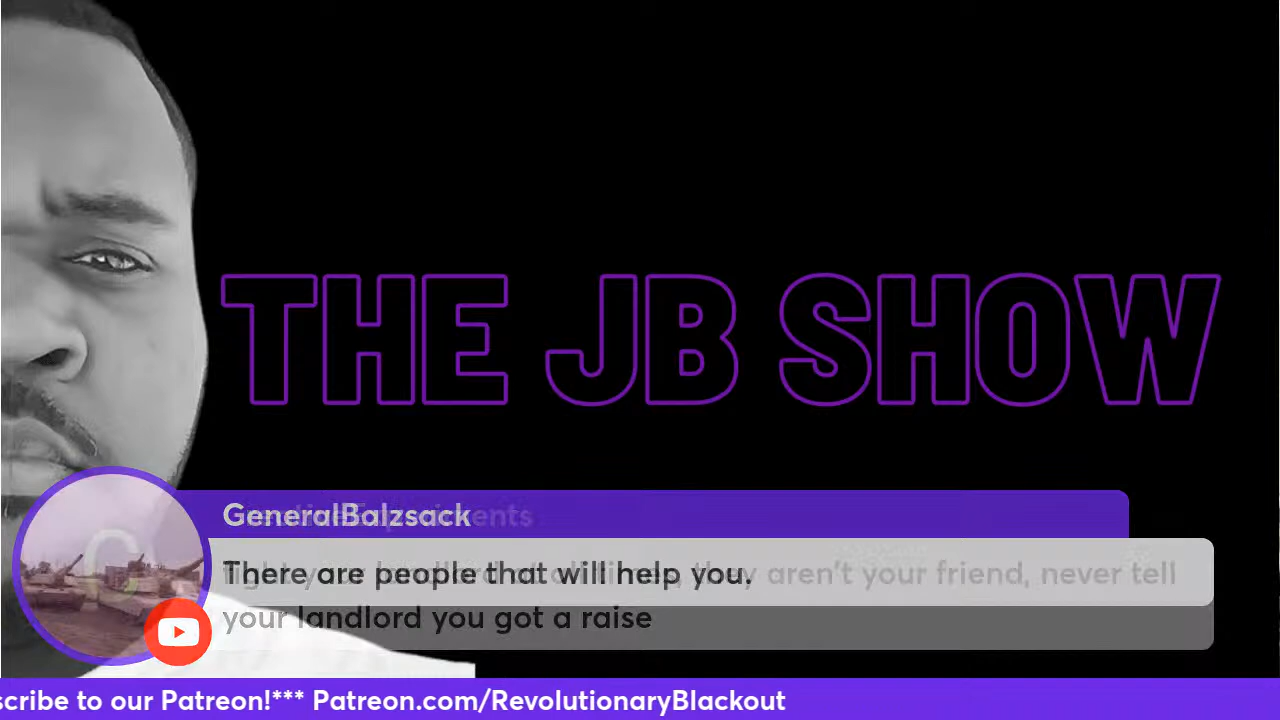 THE JB SHOW
GeneralBalzsack
There are people that will help you.
they aren't your friend, never tell
your landlord you got a raise
scribe to our Patreon!*** Patreon.com/RevolutionaryBlackout